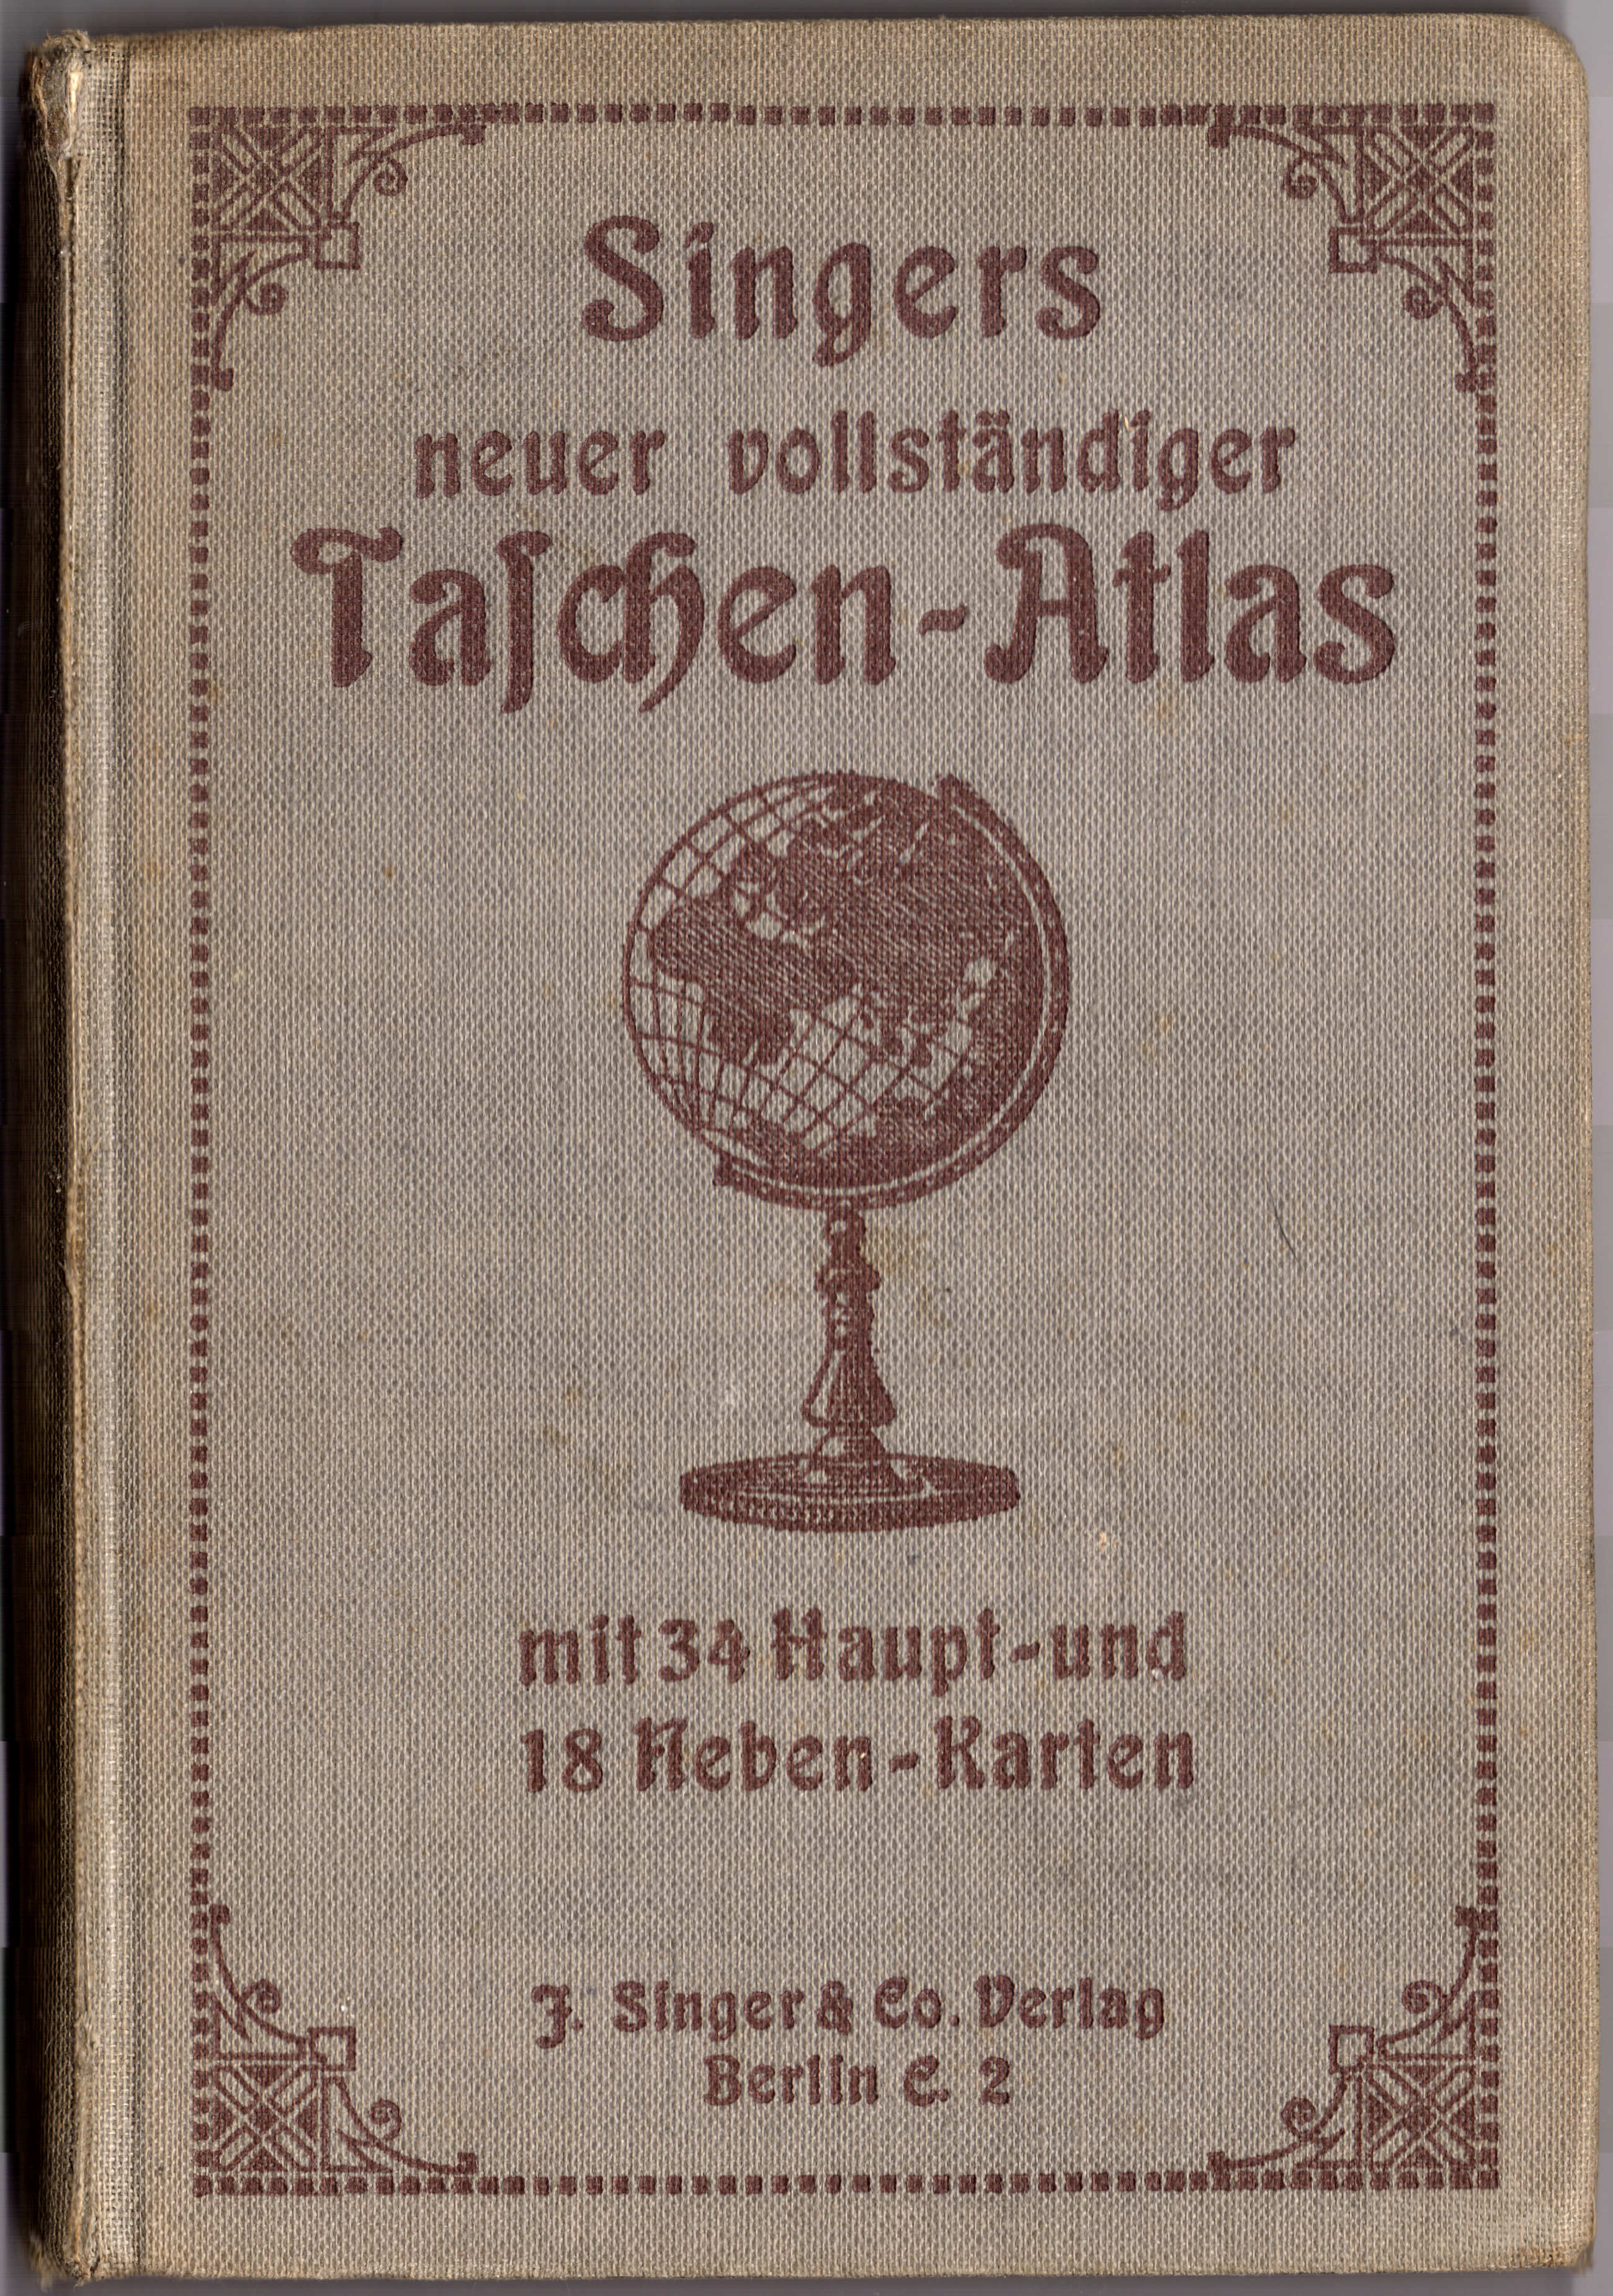 Singers
neuer vollständiger
Taſchen-Atlas
mit 34 Haupt-und
18 Neben-Karten
J. Singer & Co. Verlag
Berlin C. 2